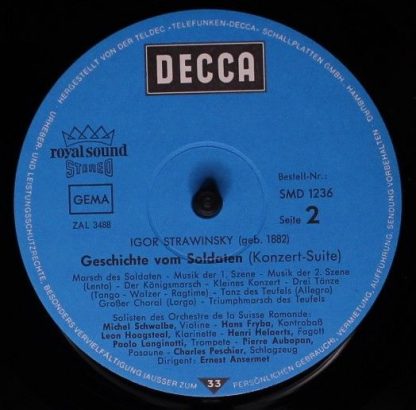 HERGESTELLT VON DER TELDEC »TELEFUNKEN-DECCA« SCHALLPLATTEN GMBH · HAMBURG
DECCA
royal sound
STEREO
GEMA
ZAL 3488
Bestell-Nr.:
SMD 1236
Seite 2
IGOR STRAWINSKY (geb. 1882)
Geschichte vom Soldaten (Konzert-Suite)
Marsch des Soldaten - Musik der 1. Szene - Musik der 2. Szene
(Lento) - Der Königsmarsch - Kleines Konzert - Drei Tänze
(Tango - Walzer - Ragtime) - Tanz des Teufels (Allegro)
Großer Choral (Largo) - Triumphmarsch des Teufels
Solisten des Orchestre de la Suisse Romande:
Michel Schwalbe, Violine - Hans Fryba, Kontrabaß
Leon Hoogstoel, Klarinette - Henri Helaerts, Fagott
Paolo Longinotti, Trompete - Pierre Aubapan,
Posaune - Charles Peschier, Schlagzeug
Dirigent: Ernest Ansermet
URHEBER- UND LEISTUNGSSCHUTZRECHTE, BESONDERS VERVIELFÄLTIGUNG (AUSSER ZUM
33
PERSÖNLICHEN GEBRAUCH), VERMIETUNG, AUFFÜHRUNG, SENDUNG VORBEHALTEN